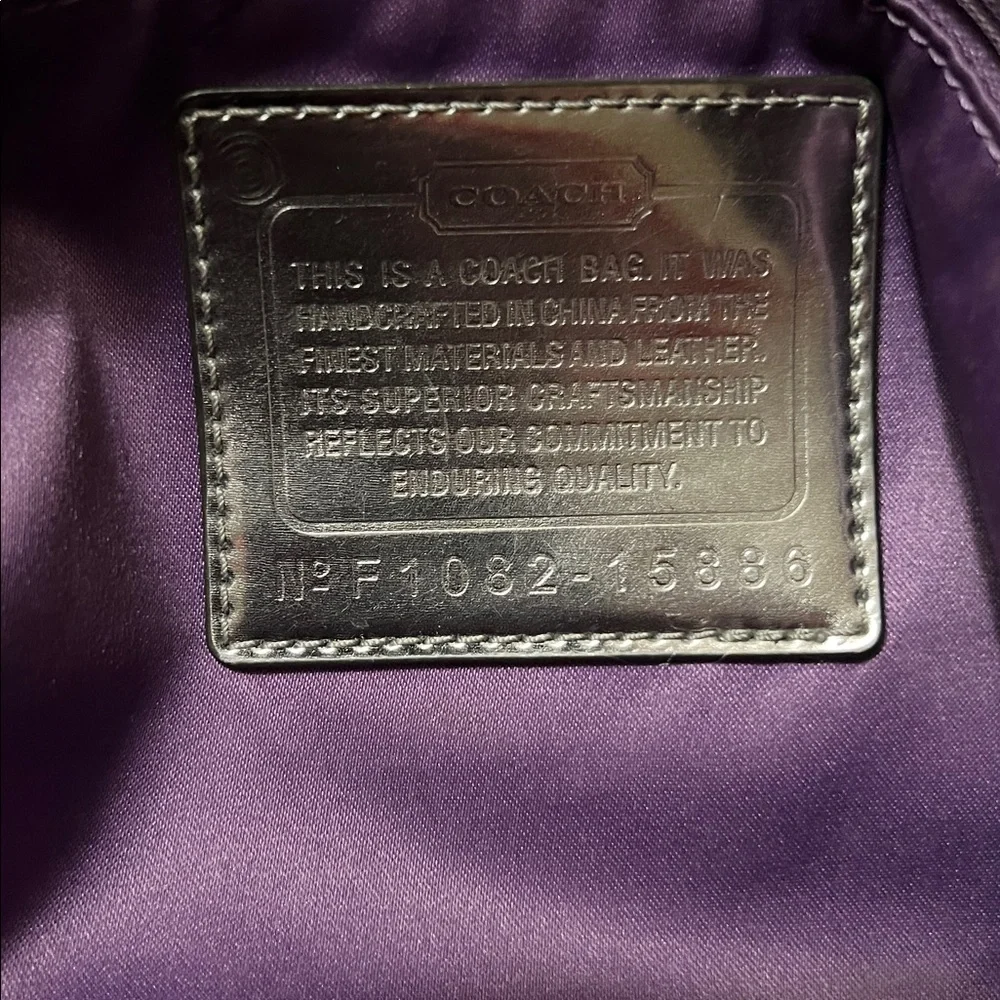 COACH
THIS IS A COACH BAG. IT WAS
HANDCRAFTED IN CHINA FROM THE
FINEST MATERIALS AND LEATHER.
ITS SUPERIOR CRAFTSMANSHIP
REFLECTS OUR COMMITMENT TO
ENDURING QUALITY.
Nº F1082-15886